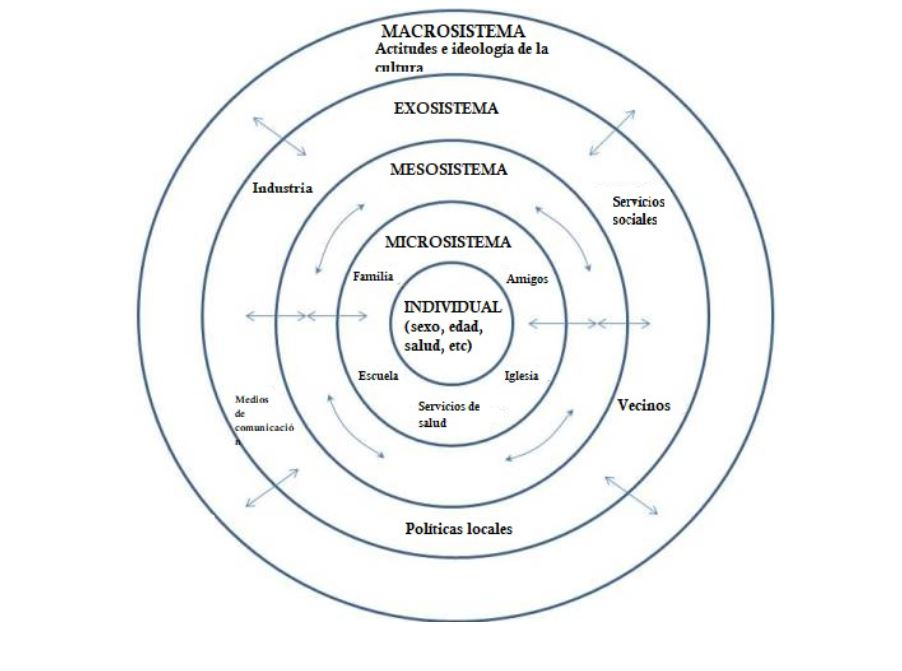 MACROSISTEMA
Actitudes e ideología de la
cultura
EXOSISTEMA
MESOSISTEMA
Industria
Servicios
sociales
MICROSISTEMA
Familia
Amigos
INDIVIDUAL
(sexo, edad,
salud, etc)
Escuela
Iglesia
Servicios de
salud
Medios
de
comunicació
n
Vecinos
Políticas locales